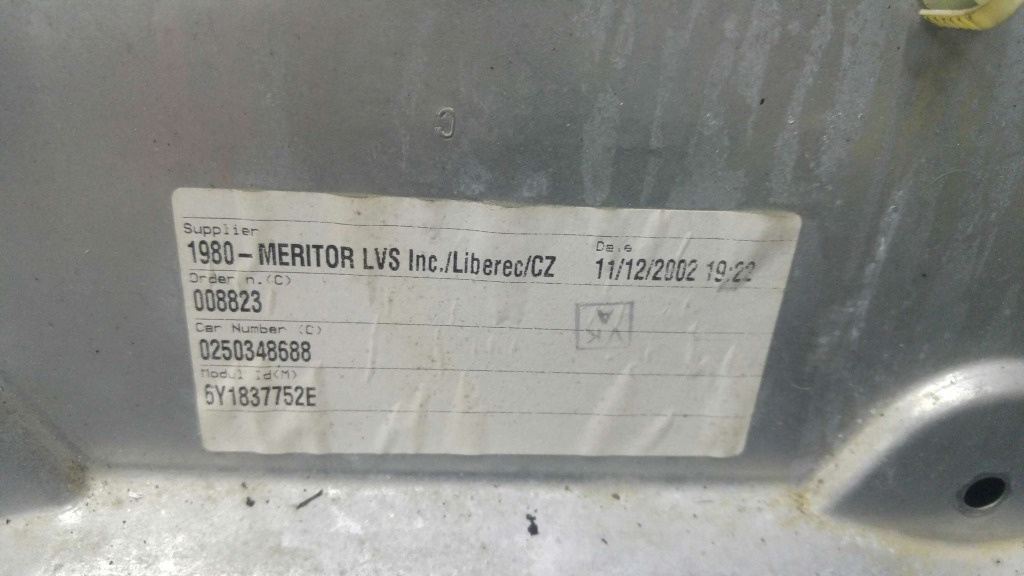 C
Supplier
1980 - MERITOR LVS Inc./Liberec/CZ
Date
11/12/2002 19:22
Order n.(C)
008823
Car Number (C)
0250348688
Modul id(M)
6Y1837752E
VK
A